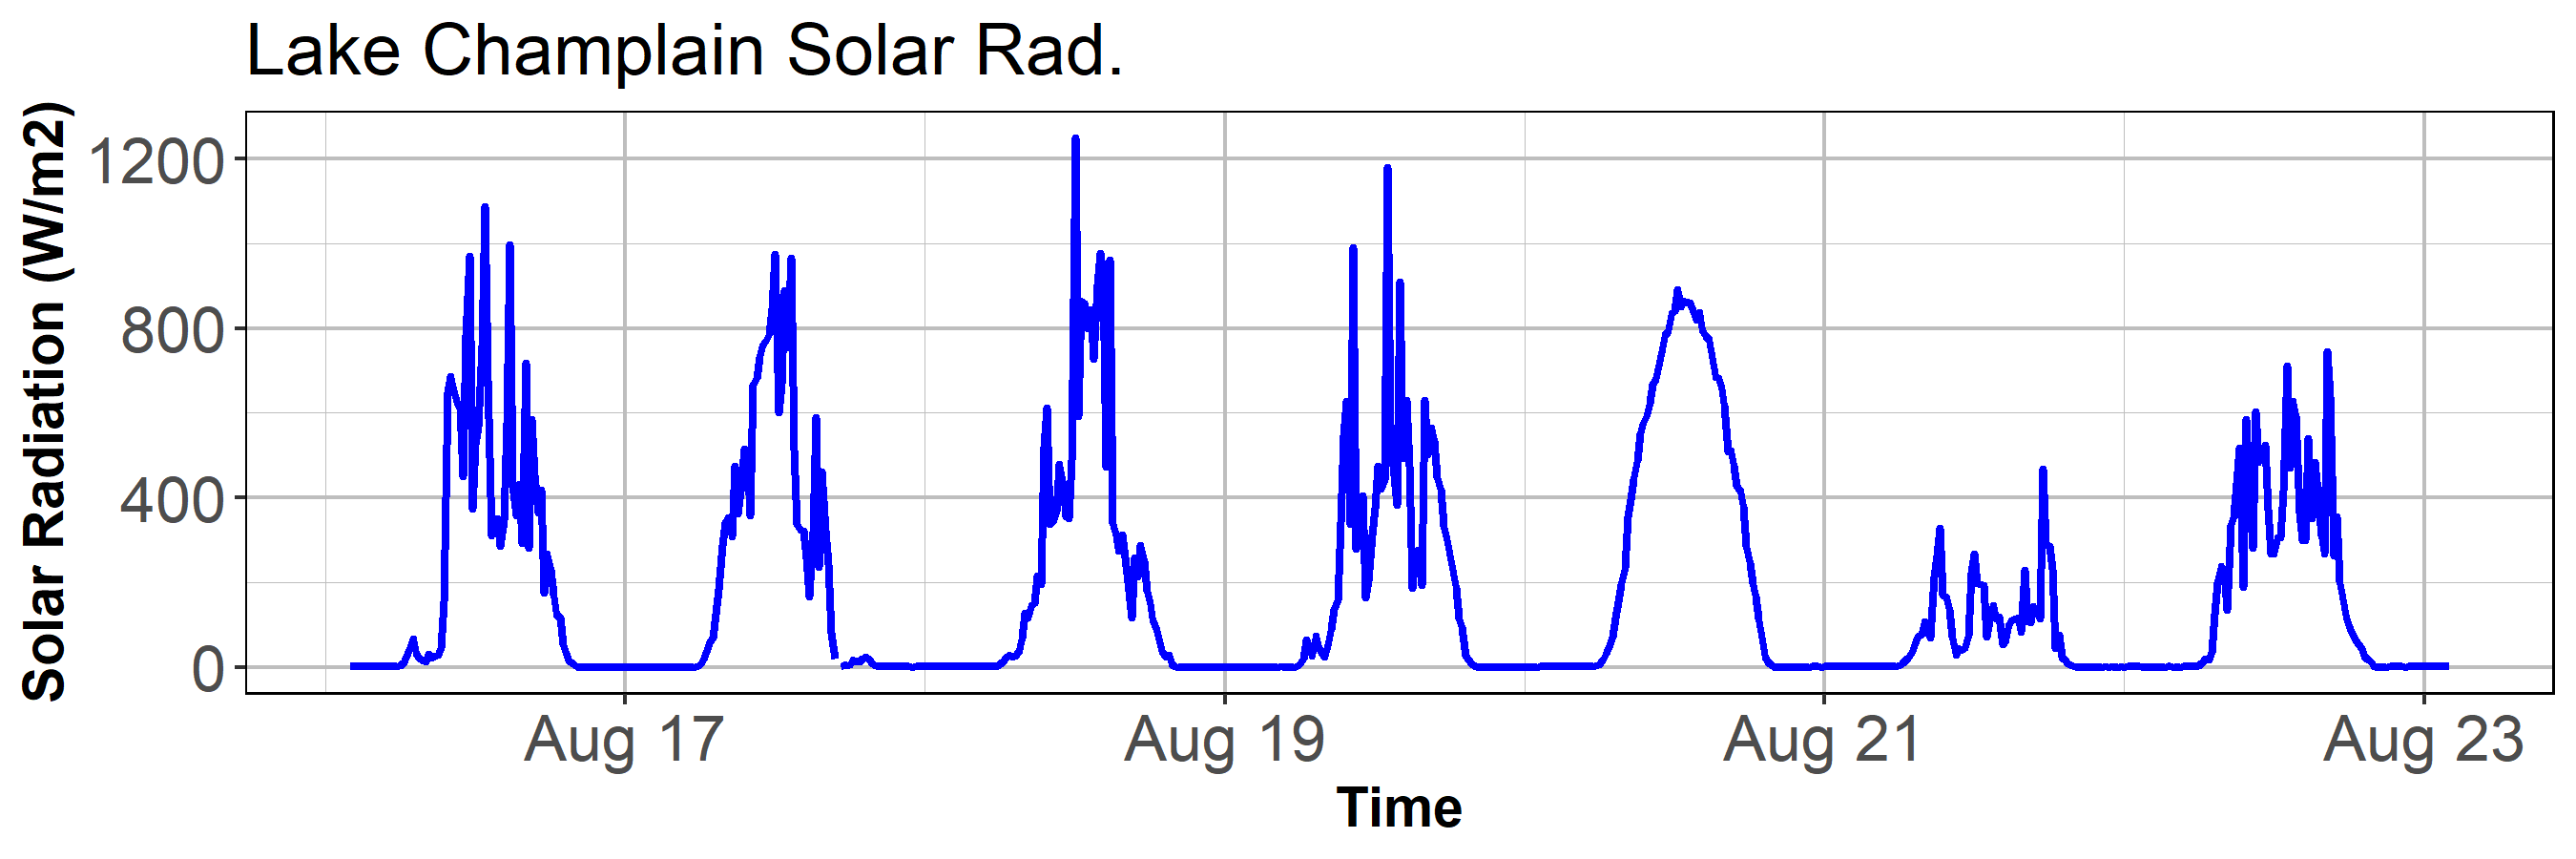 Lake Champlain Solar Rad.
Solar Radiation (W/m2)
1200
800
400
0
Aug 17
Aug 19
Aug 21
Aug 23
Time